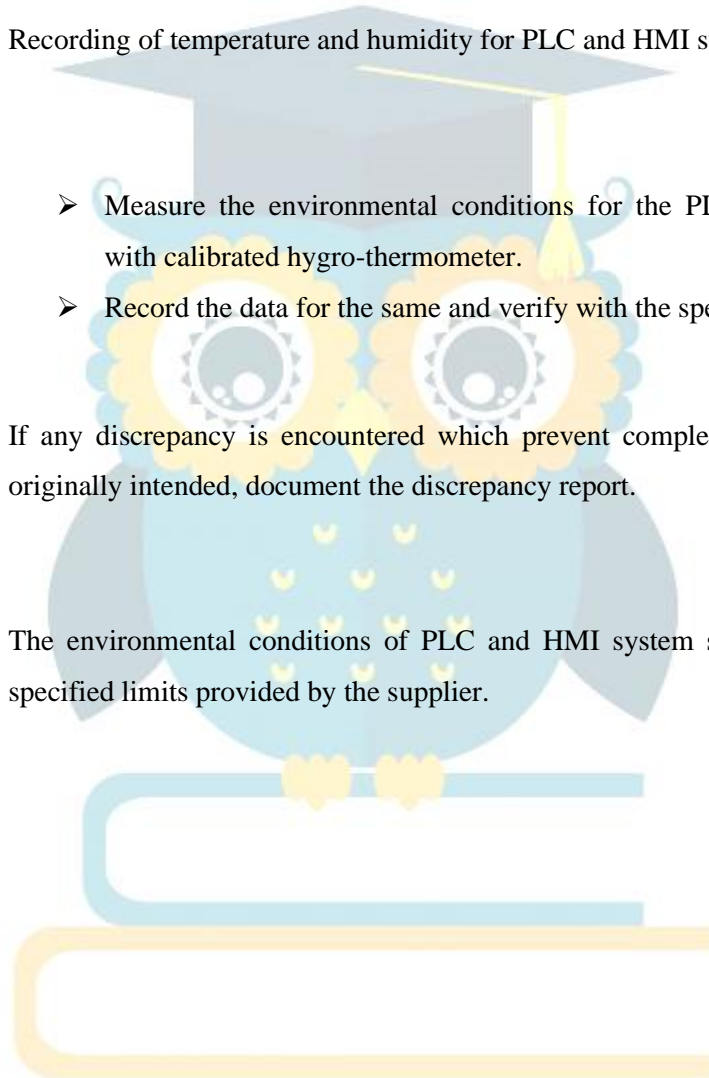 Recording of temperature and humidity for PLC and HMI s
➢ Measure the environmental conditions for the PL
with calibrated hygro-thermometer.
➢ Record the data for the same and verify with the spe
If any discrepancy is encountered which prevent comple
originally intended, document the discrepancy report.
The environmental conditions of PLC and HMI system s
specified limits provided by the supplier.